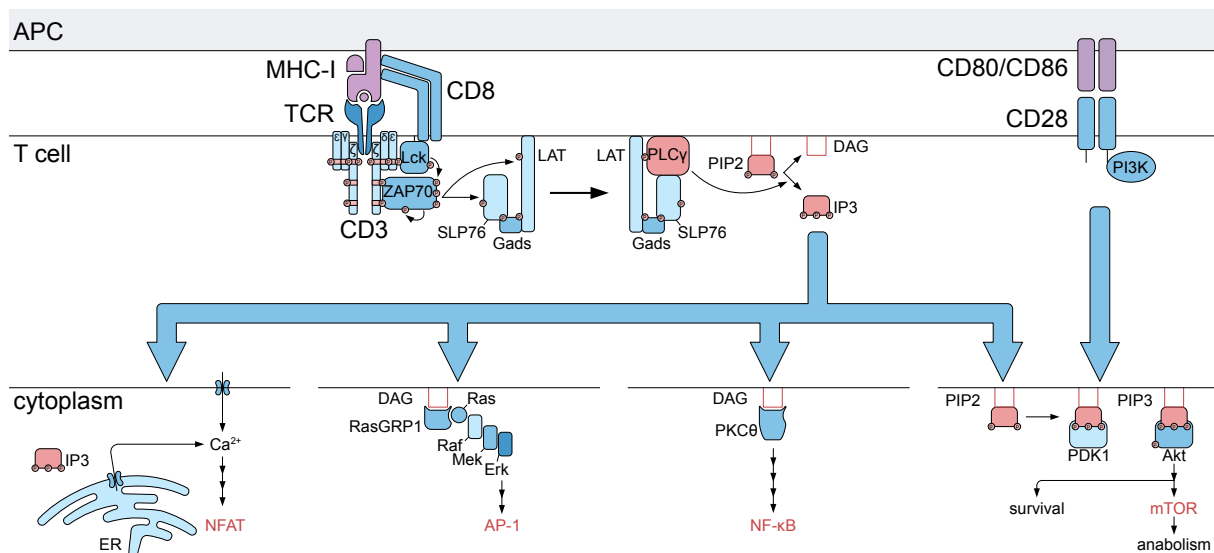 APC
MHC-I
CD8
CD80/CD86
TCR
CD28
T cell
ε γ
ζ
ζ
δ ε
Lck
LAT
LAT
PLCγ
PIP2
DAG
PI3K
ZAP70
IP3
CD3
SLP76
Gads
SLP76
Gads
cytoplasm
DAG
Ras
DAG
PIP2
PIP3
RasGRP1
PKCθ
Ca²⁺
Raf
IP3
Mek
PDK1
Akt
Erk
NFAT
AP-1
NF-κB
survival
mTOR
ER
anabolism